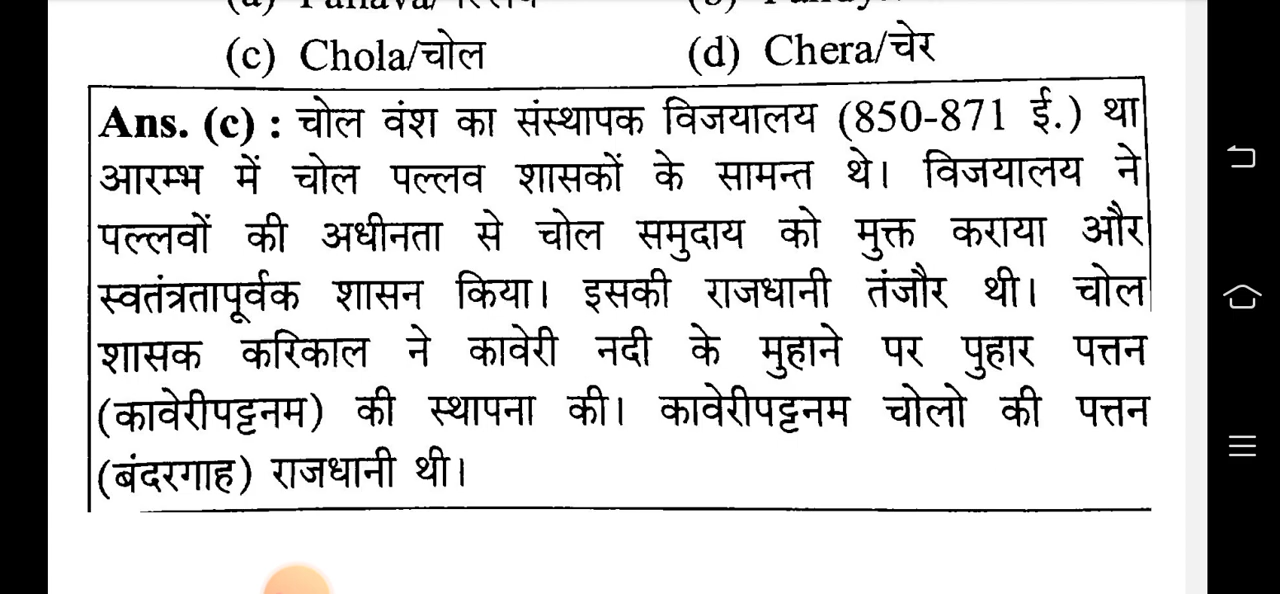 (c) Chola/चोल (d) Chera/चेर
Ans. (c) : चोल वंश का संस्थापक विजयालय (850-871 ई.) था
आरम्भ में चोल पल्लव शासकों के सामन्त थे। विजयालय ने
पल्लवों की अधीनता से चोल समुदाय को मुक्त कराया और
स्वतंत्रतापूर्वक शासन किया। इसकी राजधानी तंजौर थी। चोल
शासक करिकाल ने कावेरी नदी के मुहाने पर पुहार पत्तन
(कावेरीपट्टनम) की स्थापना की। कावेरीपट्टनम चोलो की पत्तन
(बंदरगाह) राजधानी थी।